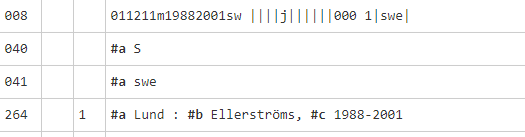 008 011211m19882001sw ||||j||||||000 1|swe|
040 #a S
041 #a swe
264 1 #a Lund : #b Ellerströms, #c 1988-2001